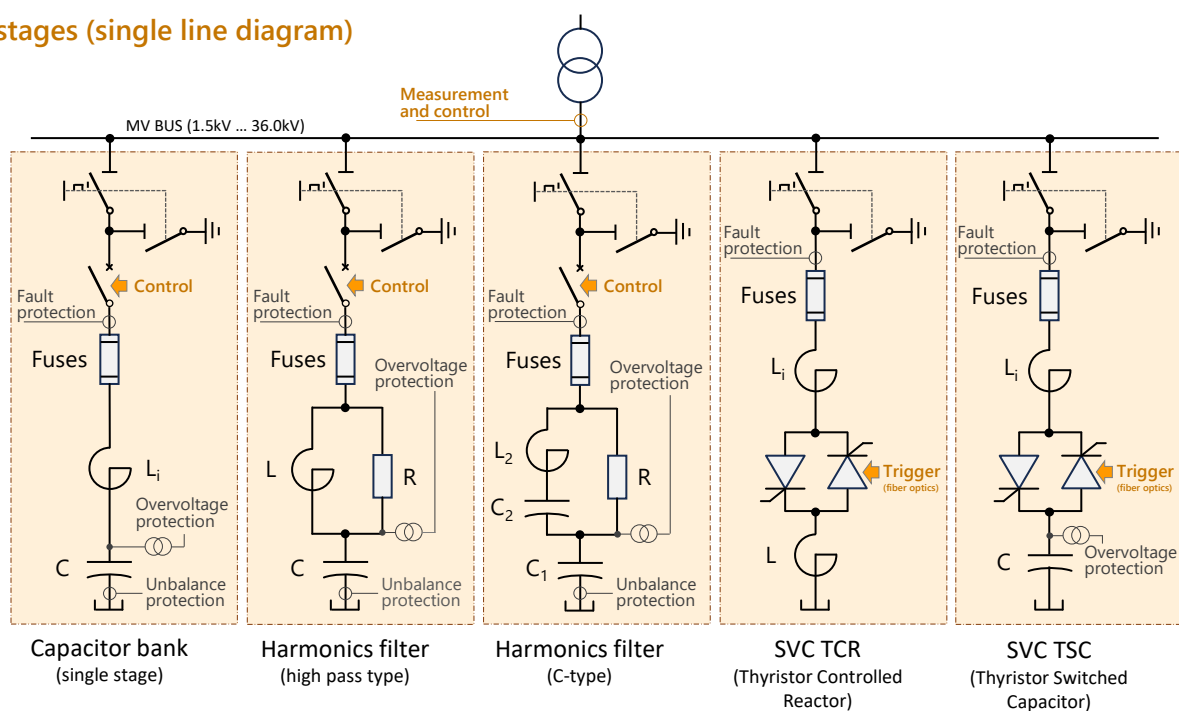 stages (single line diagram)
Measurement
and control
MV BUS (1.5kV ... 36.0kV)
Control
Fault
protection
Fuses
Li
Overvoltage
protection
C
Unbalance
protection
Capacitor bank
(single stage)
Control
Fault
protection
Fuses
Overvoltage
protection
L
R
C
Unbalance
protection
Harmonics filter
(high pass type)
Control
Fault
protection
Fuses
Overvoltage
protection
L2
R
C2
C1
Unbalance
protection
Harmonics filter
(C-type)
Fault
protection
Fuses
Li
Trigger
(fiber optics)
L
SVC TCR
(Thyristor Controlled
Reactor)
Fault
protection
Fuses
Li
Trigger
(fiber optics)
C
Overvoltage
protection
SVC TSC
(Thyristor Switched
Capacitor)